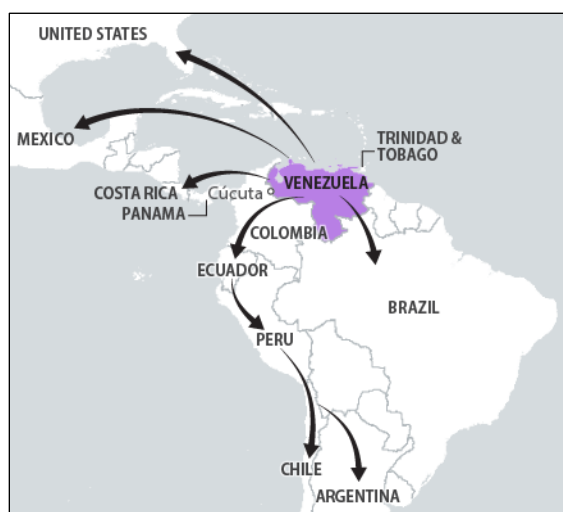 UNITED STATES
MEXICO
TRINIDAD &
TOBAGO
VENEZUELA
COSTA RICA
Cúcuta
PANAMA
COLOMBIA
ECUADOR
BRAZIL
PERU
CHILE
ARGENTINA